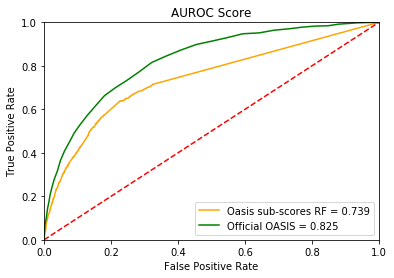 AUROC Score
True Positive Rate
1.0
0.8
0.6
0.4
0.2
0.0
Oasis sub-scores RF = 0.739
Official OASIS = 0.825
0.0 0.2 0.4 0.6 0.8 1.0
False Positive Rate